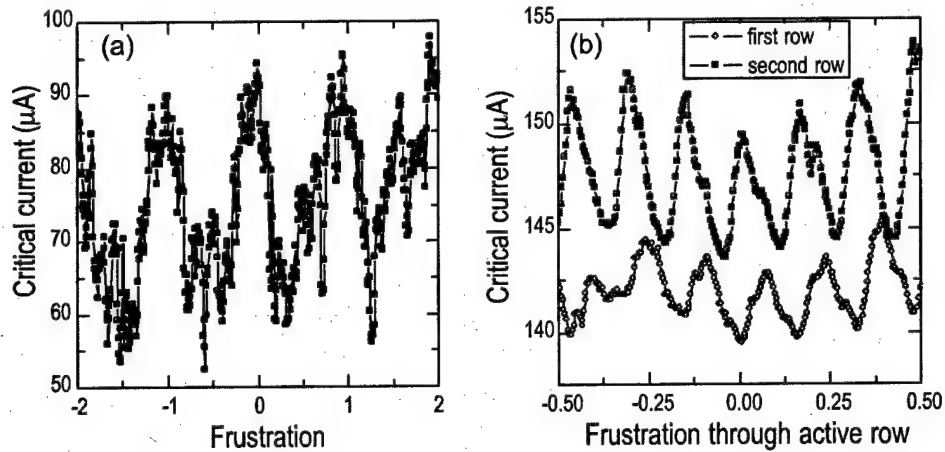 (a)
100
90
80
70
60
50
Critical current (μA)
-2
-1
0
1
2
Frustration
(b)
first row
second row
155
150
145
140
Critical current (μA)
-0.50
-0.25
0.00
0.25
0.50
Frustration through active row